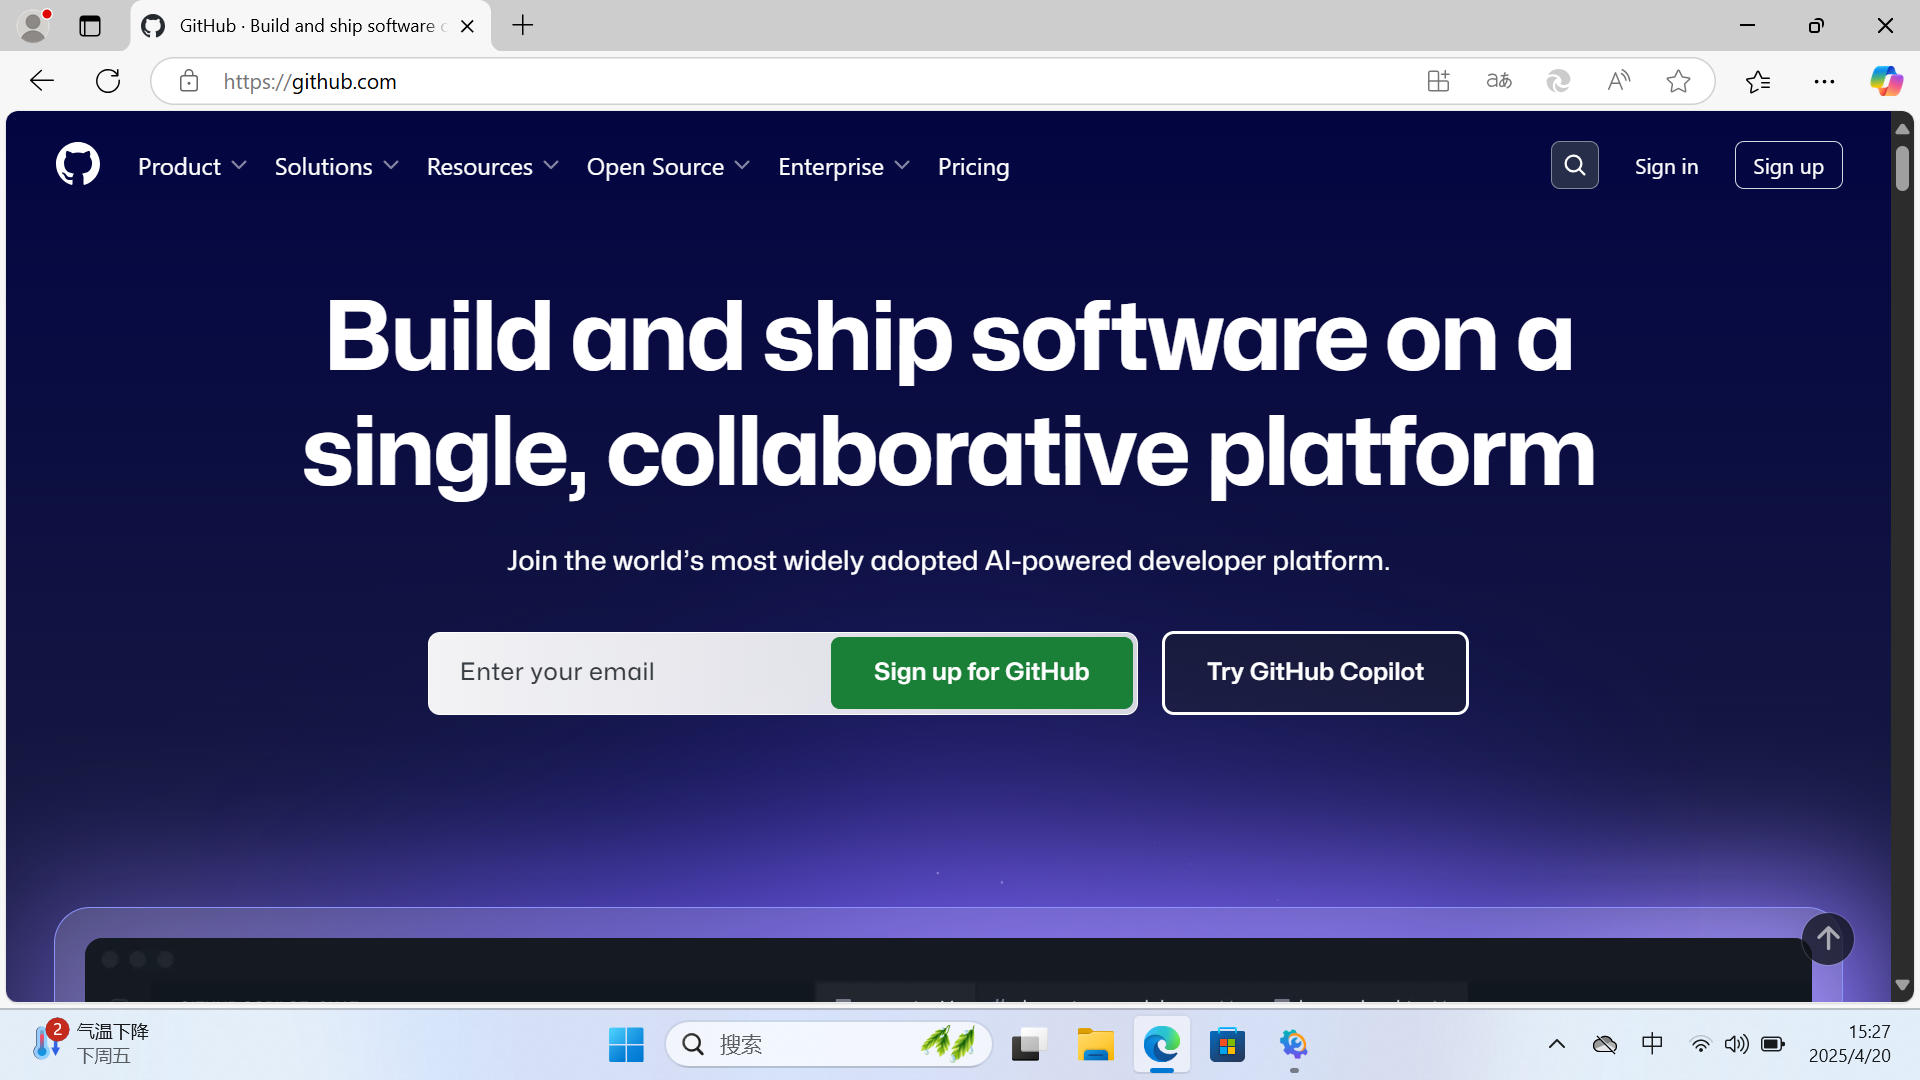 GitHub · Build and ship software
https://github.com
Product Solutions Resources Open Source Enterprise Pricing
Sign in Sign up
Build and ship software on a
single, collaborative platform
Join the world’s most widely adopted AI-powered developer platform.
Enter your email Sign up for GitHub Try GitHub Copilot
2 气温下降
下周五
搜索
中
15:27
2025/4/20